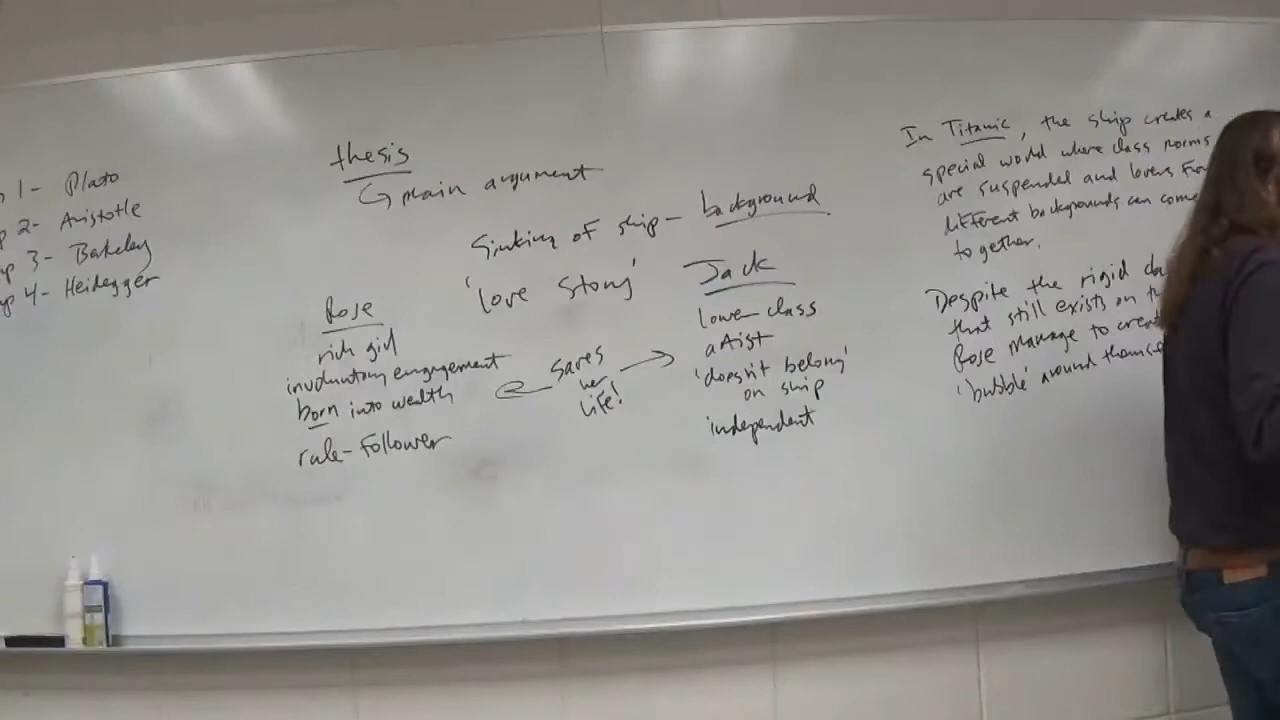 1- Plato
p 2- Aristotle
up 3- Bakeley
up 4- Heidegger
thesis
main argument
Sinking of ship- background
'love story'
Rose
rich girl
involuntary engagement
born into wealth
rule-follower
saves
her
life!
Jack
lower class
artist
'doesn't belong'
on ship
independent
In Titanic, the ship creates a
special world where class norms
are suspended and lovers from
different backgrounds can come
together.
Despite the rigid
that still exists on
Rose manage to
'bubble' around